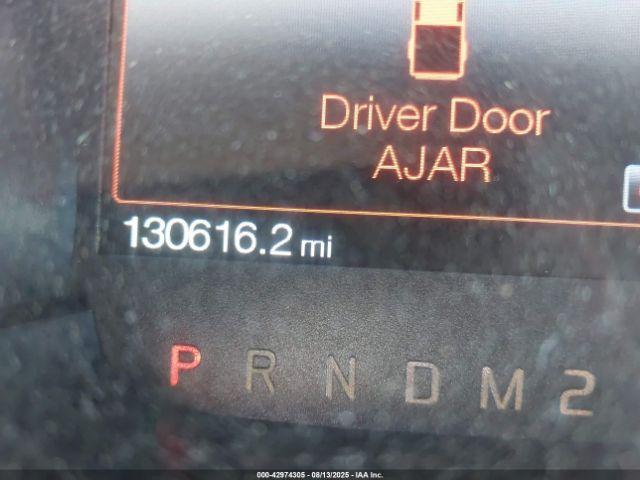 Driver Door
AJAR
130616.2 mi
P R N D M 2
000-42974305 - 08/13/2025 - IAA Inc.